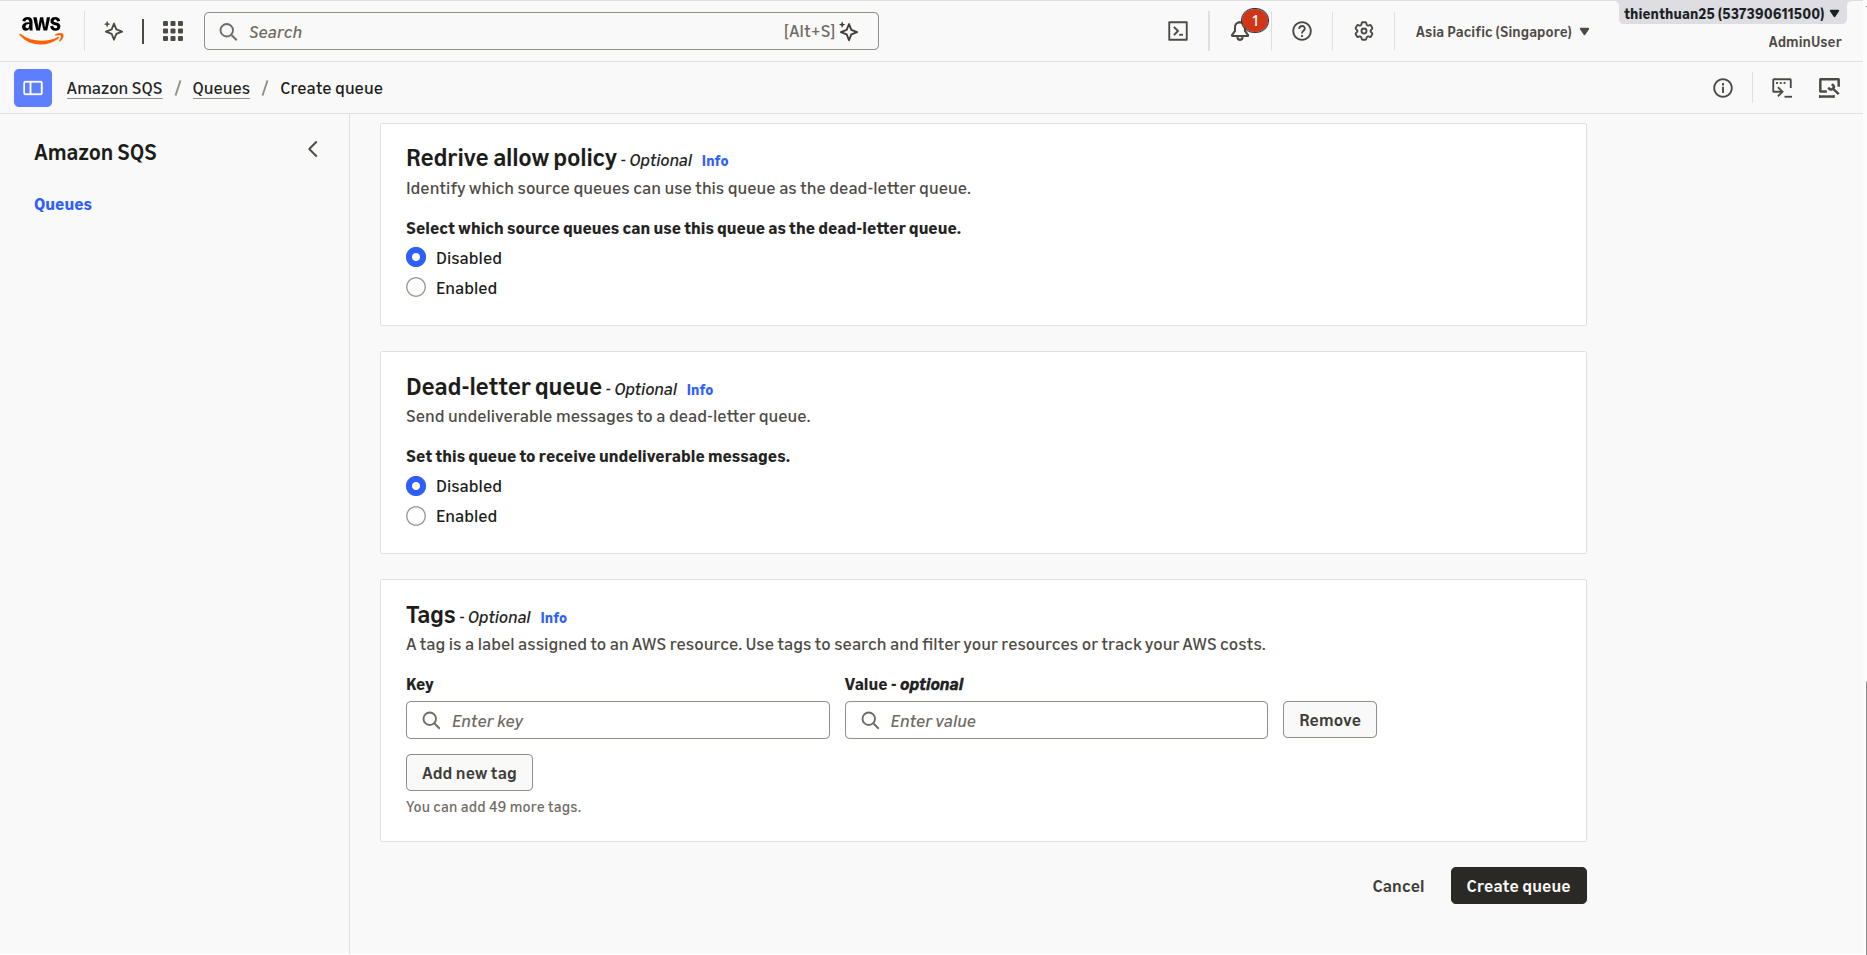 aws
Search
[Alt+S]
1
Asia Pacific (Singapore)
thienthuan25 (537390611500)
AdminUser
Amazon SQS / Queues / Create queue
Amazon SQS
Queues
Redrive allow policy - Optional Info
Identify which source queues can use this queue as the dead-letter queue.
Select which source queues can use this queue as the dead-letter queue.
Disabled
Enabled
Dead-letter queue - Optional Info
Send undeliverable messages to a dead-letter queue.
Set this queue to receive undeliverable messages.
Disabled
Enabled
Tags - Optional Info
A tag is a label assigned to an AWS resource. Use tags to search and filter your resources or track your AWS costs.
Key
Value - optional
Enter key
Enter value
Remove
Add new tag
You can add 49 more tags.
Cancel
Create queue